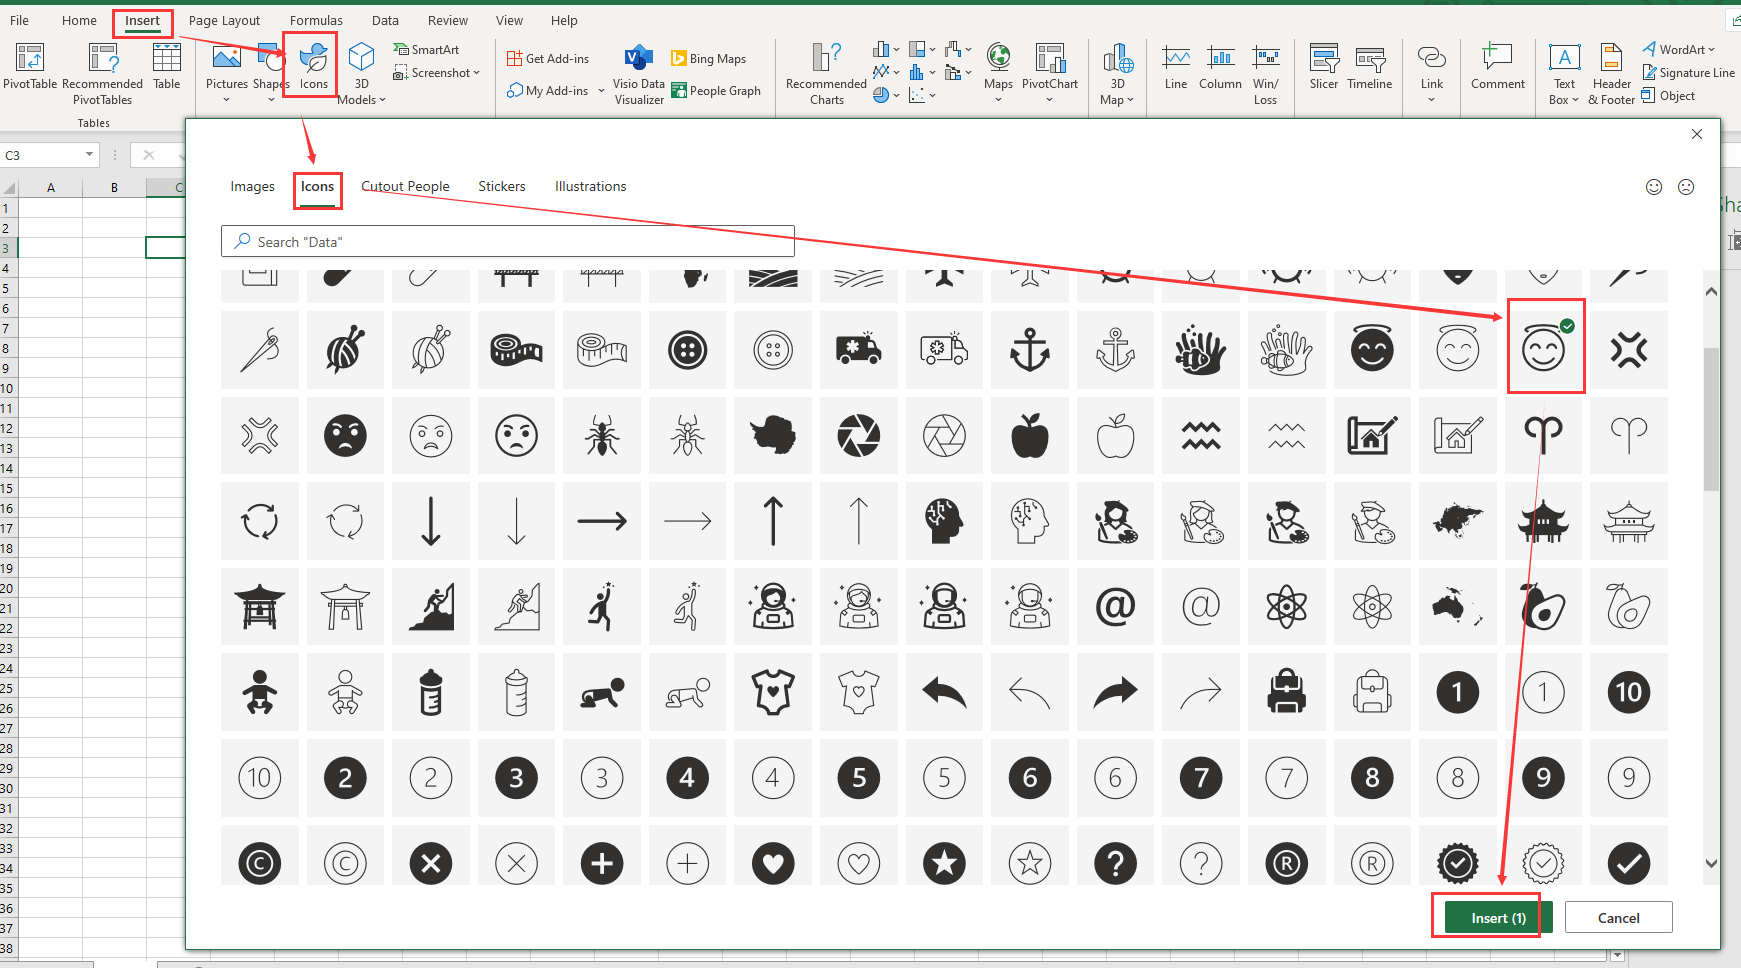 File Home Insert Page Layout Formulas Data Review View Help
PivotTable
Recommended
PivotTables
Table
Tables
Pictures
Shapes
Icons
3D
Models
SmartArt
Screenshot
Get Add-ins
My Add-ins
Visio Data
Visualizer
Bing Maps
People Graph
Recommended
Charts
Maps
PivotChart
3D
Map
Line
Column
Win/
Loss
Slicer
Timeline
Link
Comment
Text
Box
Header
& Footer
WordArt
Signature Line
Object
C3
A B C
1
2
3
4
5
6
7
8
9
10
11
12
13
14
15
16
17
18
19
20
21
22
23
24
25
26
27
28
29
30
31
32
33
34
35
36
37
38
Images Icons Cutout People Stickers Illustrations
Search "Data"
@ @
1 1 10
10 2 2 3 3 4 4 5 5 6 6 7 7 8 8 9 9
© © ? ? ® ®
Insert (1) Cancel